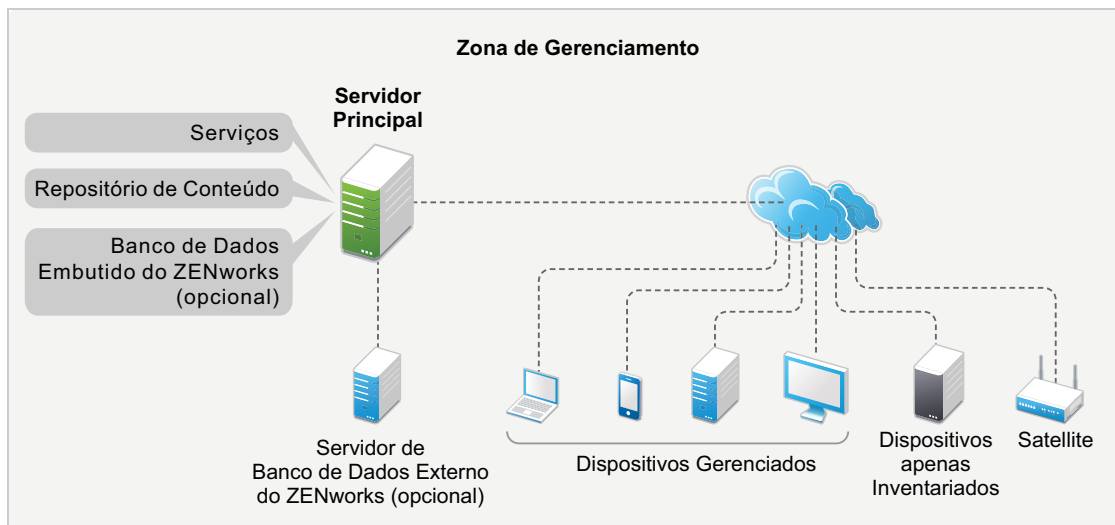 Zona de Gerenciamento
Servidor
Principal
Serviços
Repositório de Conteúdo
Banco de Dados
Embutido do ZENworks
(opcional)
Servidor de
Banco de Dados Externo
do ZENworks (opcional)
Dispositivos Gerenciados
Dispositivos
apenas
Inventariados
Satellite